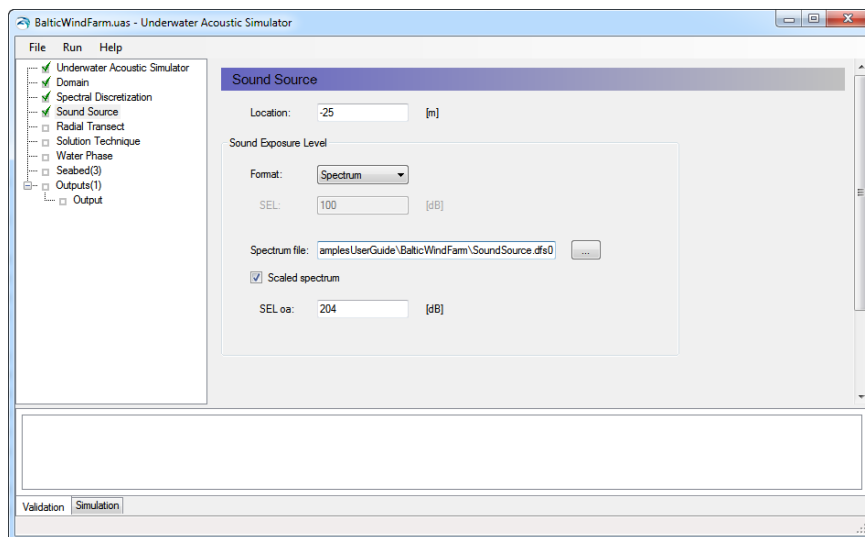 BalticWindFarm.uas - Underwater Acoustic Simulator
File Run Help
Underwater Acoustic Simulator
Domain
Spectral Discretization
Sound Source
Radial Transect
Solution Technique
Water Phase
Seabed(3)
Outputs(1)
Output
Sound Source
Location: -25 [m]
Sound Exposure Level
Format: Spectrum
SEL: 100 [dB]
Spectrum file: amplesUserGuide\BalticWindFarm\SoundSource.dfs0 ...
Scaled spectrum
SEL oa: 204 [dB]
Validation Simulation